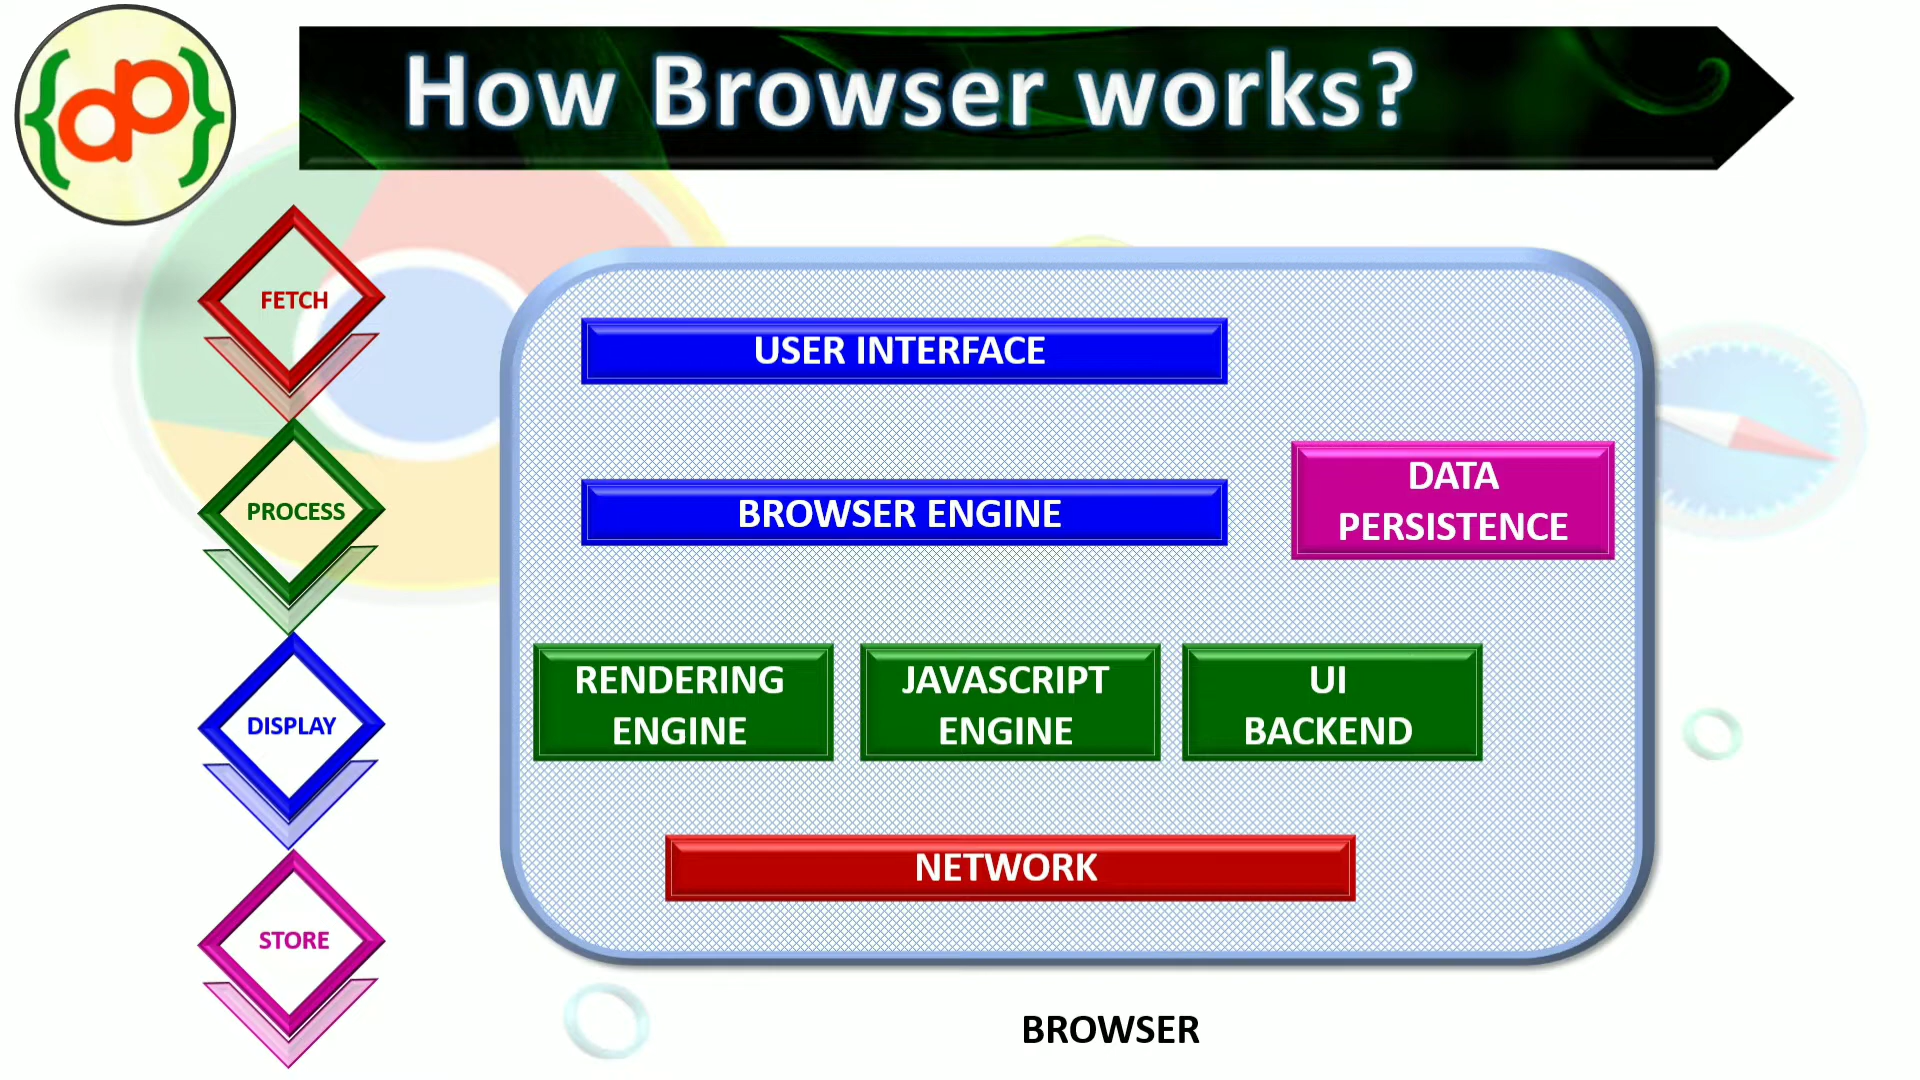 {ap}
How Browser works?
FETCH
PROCESS
DISPLAY
STORE
USER INTERFACE
BROWSER ENGINE
DATA
PERSISTENCE
RENDERING
ENGINE
JAVASCRIPT
ENGINE
UI
BACKEND
NETWORK
BROWSER